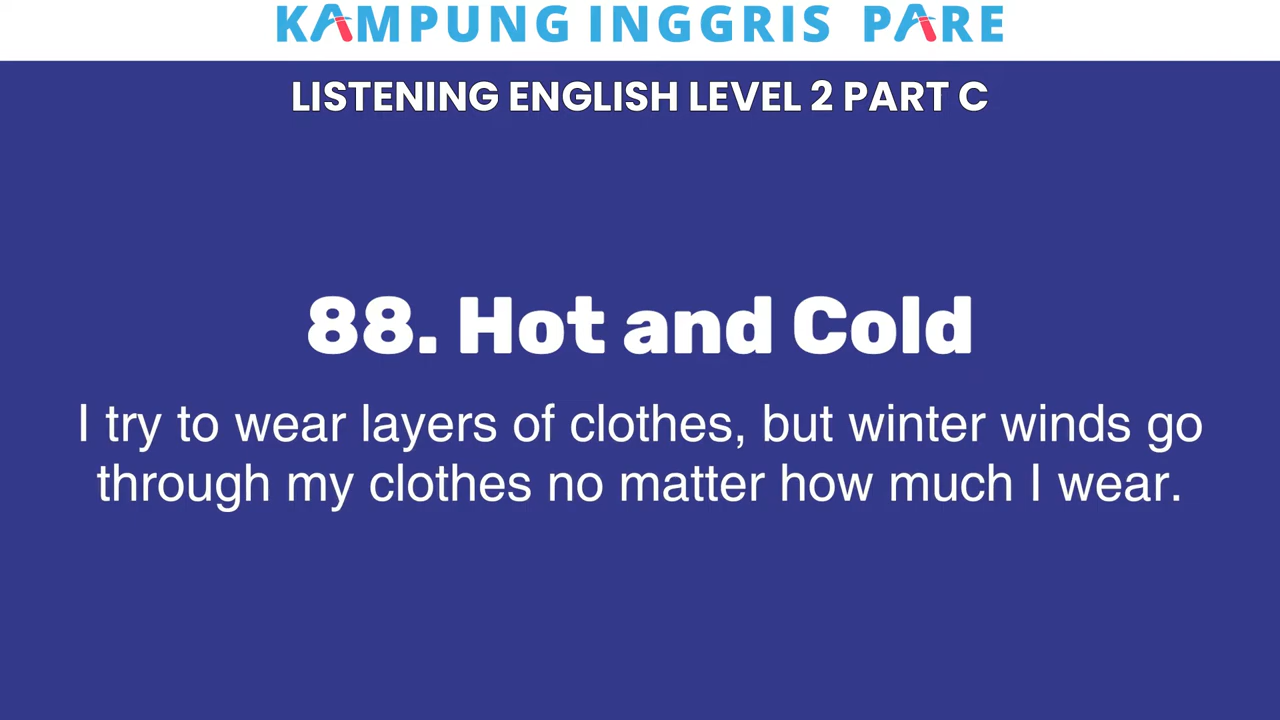 KAMPUNG INGGRIS PARE
LISTENING ENGLISH LEVEL 2 PART C
88. Hot and Cold
I try to wear layers of clothes, but winter winds go
through my clothes no matter how much I wear.